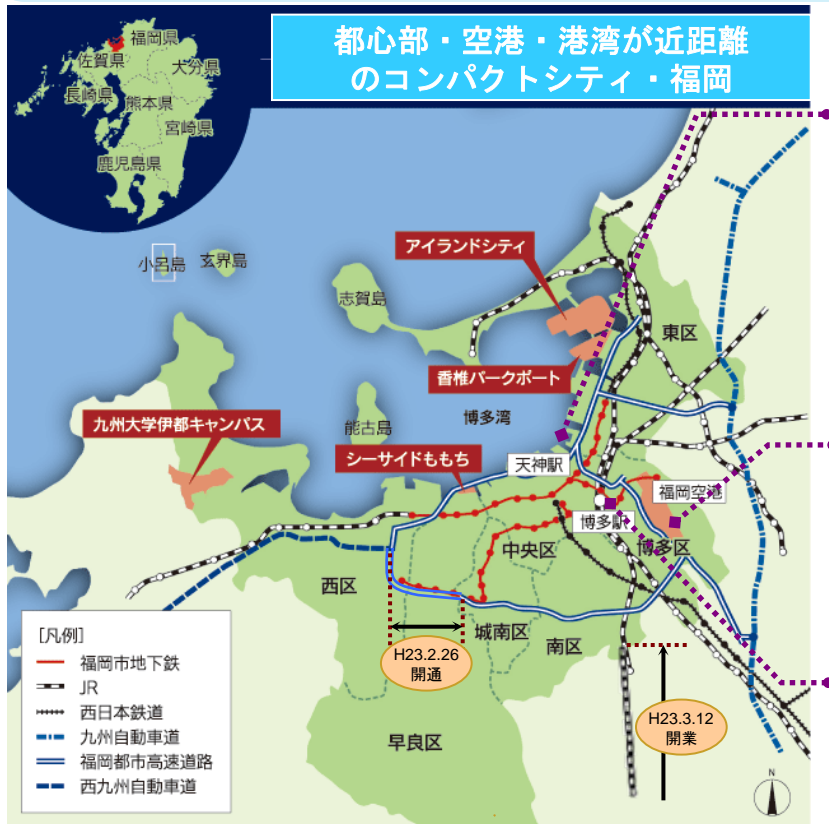 都心部・空港・港湾が近距離
のコンパクトシティ・福岡
福岡県
佐賀県
大分県
長崎県
熊本県
宮崎県
鹿児島県
アイランドシティ
小呂島
玄界島
志賀島
東区
香椎パークポート
九州大学伊都キャンパス
能古島
博多湾
シーサイドももち
天神駅
福岡空港
博多駅
中央区
博多区
西区
城南区
南区
H23.2.26
開通
H23.3.12
開業
早良区
[凡例]
福岡市地下鉄
JR
西日本鉄道
九州自動車道
福岡都市高速道路
西九州自動車道
N